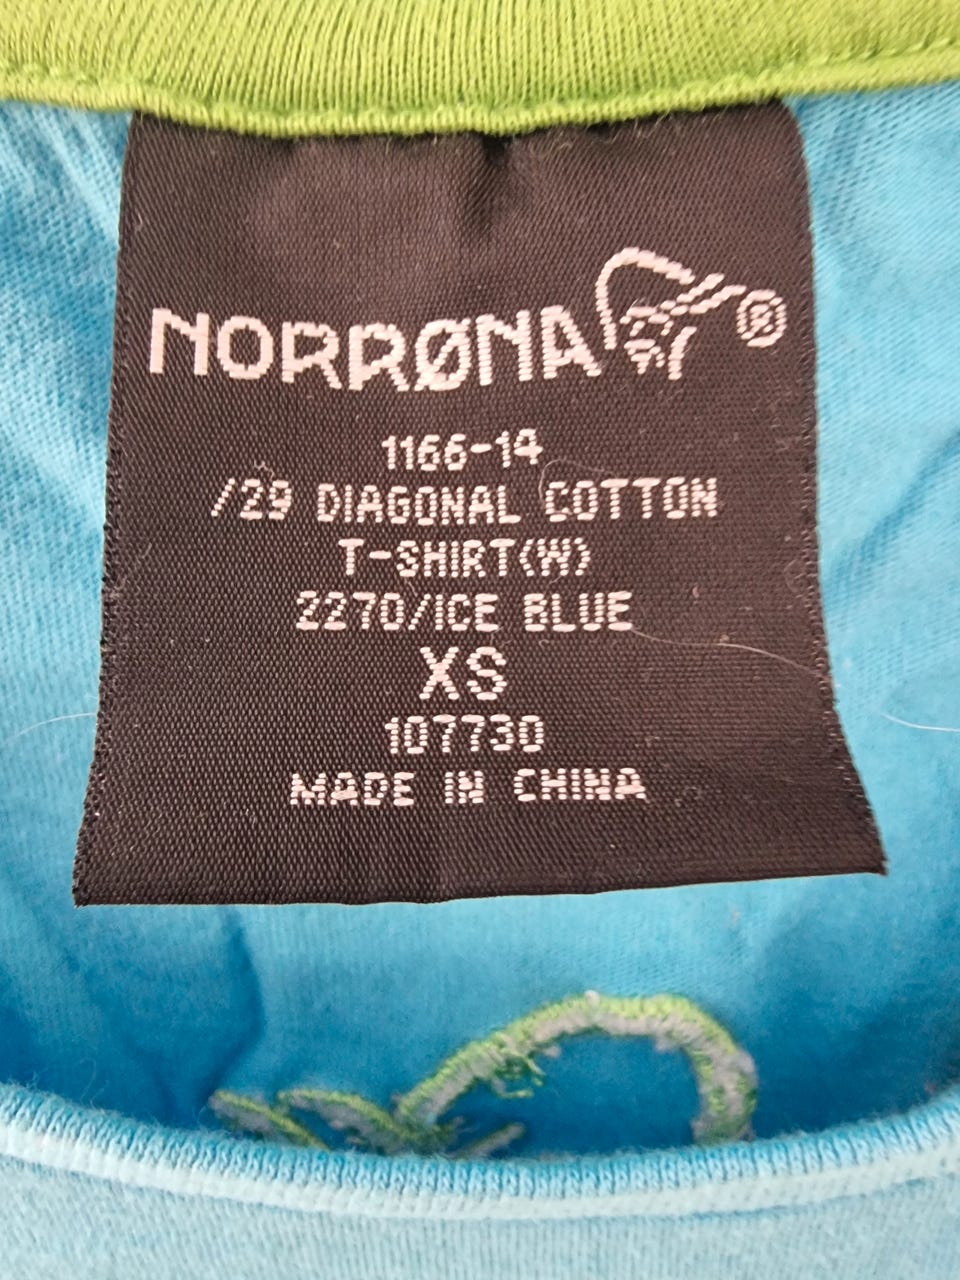 NORRØNA®
1166-14
/29 DIAGONAL COTTON
T-SHIRT(W)
2270/ICE BLUE
XS
107730
MADE IN CHINA